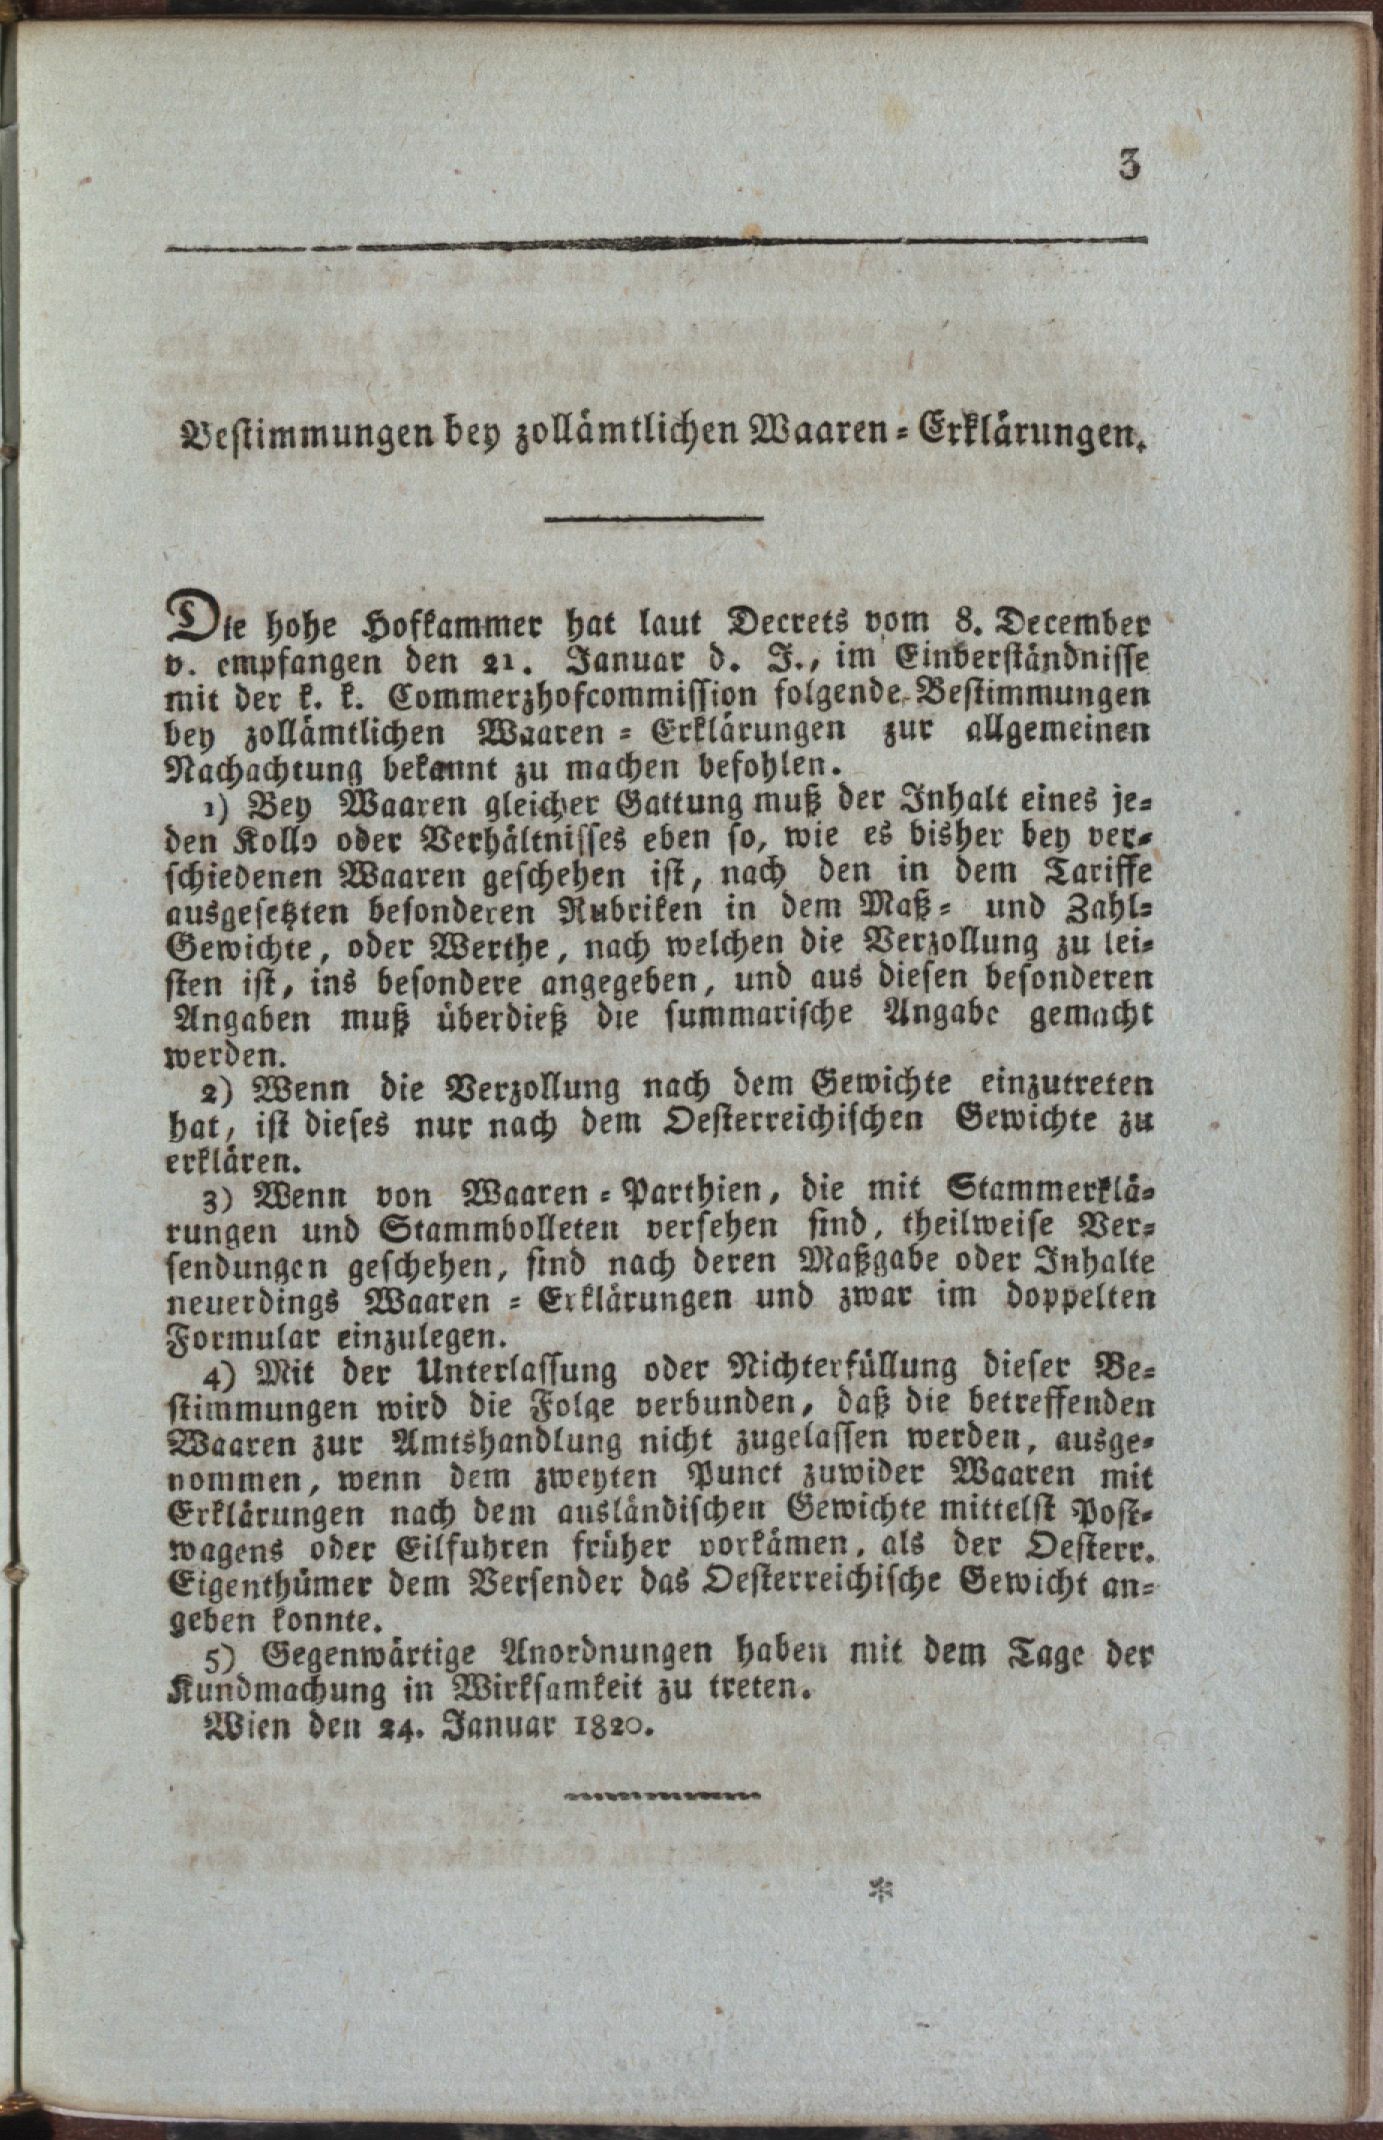 3
Bestimmungen bey zollämtlichen Waaren-Erklärungen.
Die hohe Hofkammer hat laut Decrets vom 8. December
v. empfangen den 21. Januar d. J., im Einverständnisse
mit der k. k. Commerzhofcommission folgende Bestimmungen
bey zollämtlichen Waaren-Erklärungen zur allgemeinen
Nachachtung bekannt zu machen befohlen.
1) Bey Waaren gleicher Gattung muß der Inhalt eines je-
den Kollo oder Verhältnisses eben so, wie es bisher bey ver-
schiedenen Waaren geschehen ist, nach den in dem Tariffe
ausgesetzten besonderen Rubriken in dem Maß- und Zahl-
Gewichte, oder Werthe, nach welchen die Verzollung zu lei-
sten ist, ins besondere angegeben, und aus diesen besonderen
Angaben muß überdieß die summarische Angabe gemacht
werden.
2) Wenn die Verzollung nach dem Gewichte einzutreten
hat, ist dieses nur nach dem Oesterreichischen Gewichte zu
erklären.
3) Wenn von Waaren-Parthien, die mit Stammerklä-
rungen und Stammbolleten versehen sind, theilweise Ver-
sendungen geschehen, sind nach deren Maßgabe oder Inhalte
neuerdings Waaren-Erklärungen und zwar im doppelten
Formular einzulegen.
4) Mit der Unterlassung oder Nichterfüllung dieser Be-
stimmungen wird die Folge verbunden, daß die betreffenden
Waaren zur Amtshandlung nicht zugelassen werden, ausge-
nommen, wenn dem zweyten Punct zuwider Waaren mit
Erklärungen nach dem ausländischen Gewichte mittelst Post-
wagens oder Eilfuhren früher vorkämen, als der Oesterr.
Eigenthümer dem Versender das Oesterreichische Gewicht an-
geben konnte.
5) Gegenwärtige Anordnungen haben mit dem Tage der
Kundmachung in Wirksamkeit zu treten.
Wien den 24. Januar 1820.
*